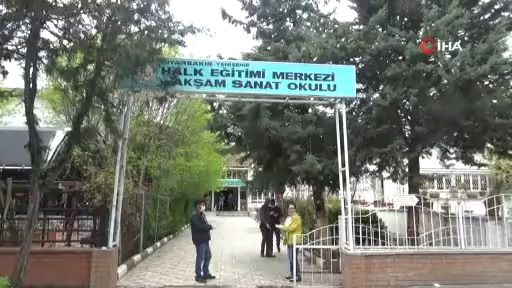 DİYARBAKIR YENİŞEHİR
HALK EĞİTİMİ MERKEZİ
AKŞAM SANAT OKULU
İHA